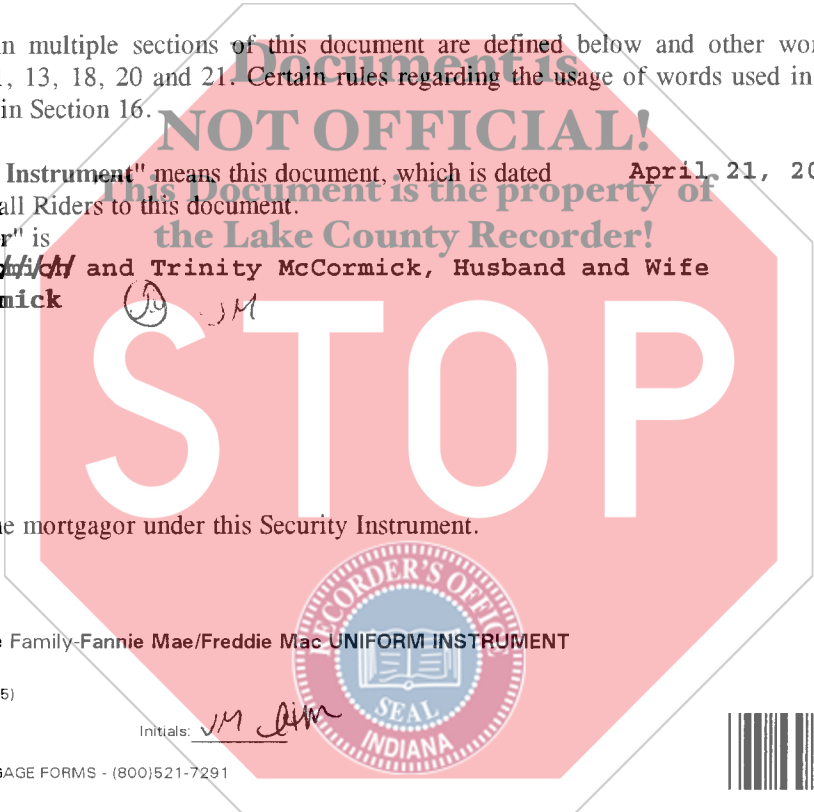 in multiple sections of this document are defined below and other wor
, 13, 18, 20 and 21. Certain rules regarding the usage of words used in
in Section 16.
Document is
NOT OFFICIAL!
This Document is the property of
the Lake County Recorder!
Instrument" means this document, which is dated April 21, 20
all Riders to this document.
r" is
and Trinity McCormick, Husband and Wife
mick JM
STOP
e mortgagor under this Security Instrument.
RECORDER'S OFFICE
SEAL
INDIANA
e Family-Fannie Mae/Freddie Mac UNIFORM INSTRUMENT
5)
Initials: JM
GAGE FORMS - (800)521-7291